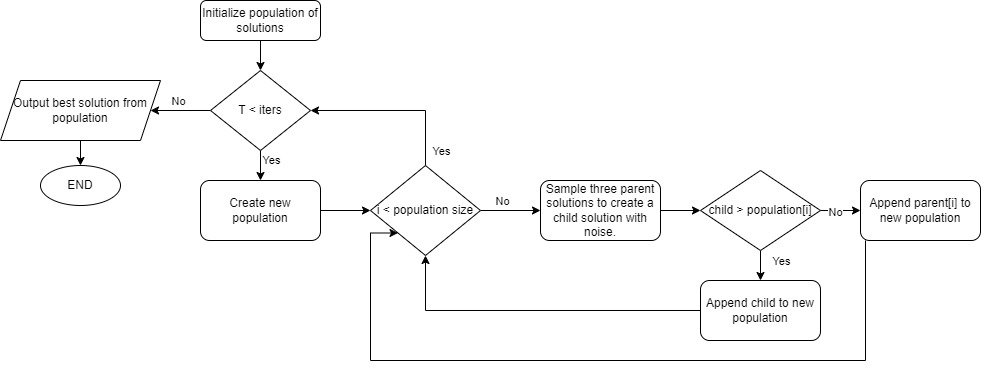 Initialize population of
solutions
T < iters
No
Output best solution from
population
END
Yes
Create new
population
i < population size
Yes
No
Sample three parent
solutions to create a
child solution with
noise.
child > population[i]
No
Append parent[i] to
new population
Yes
Append child to new
population